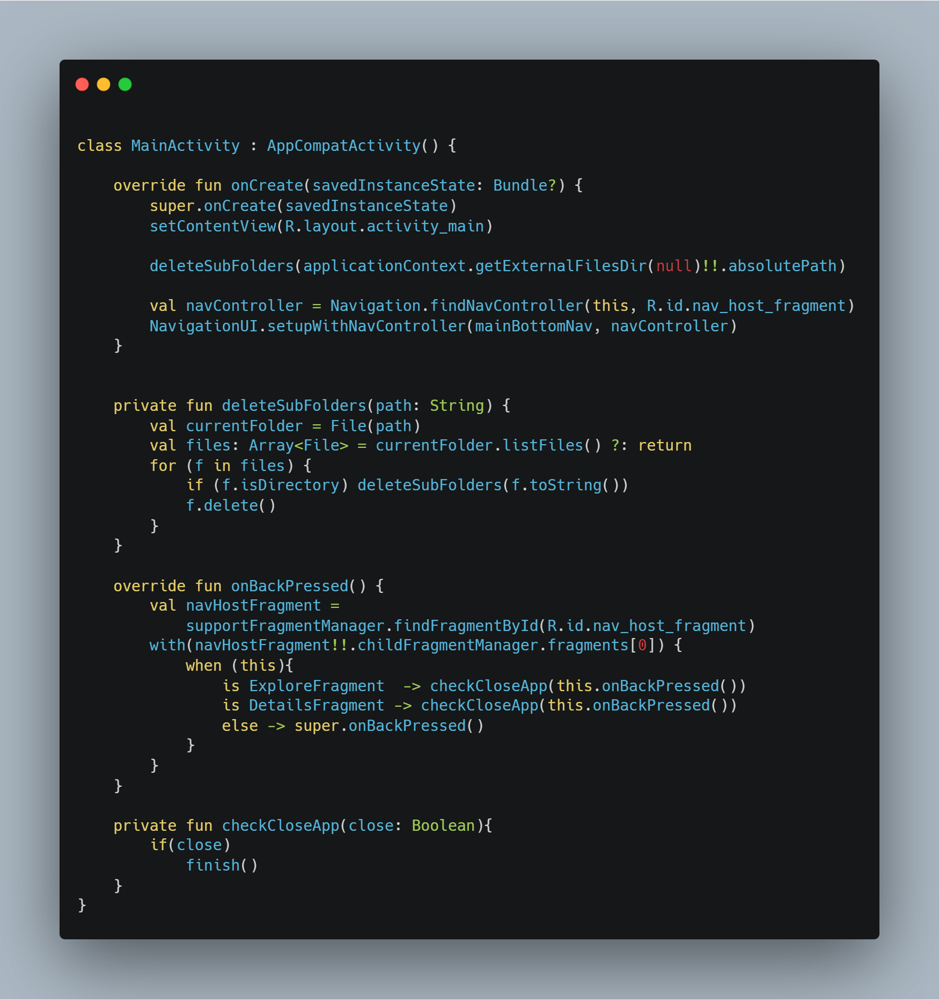 class MainActivity : AppCompatActivity() {
    override fun onCreate(savedInstanceState: Bundle?) {
        super.onCreate(savedInstanceState)
        setContentView(R.layout.activity_main)
        deleteSubFolders(applicationContext.getExternalFilesDir(null)!!.absolutePath)
        val navController = Navigation.findNavController(this, R.id.nav_host_fragment)
        NavigationUI.setupWithNavController(mainBottomNav, navController)
    }
    private fun deleteSubFolders(path: String) {
        val currentFolder = File(path)
        val files: Array<File> = currentFolder.listFiles() ?: return
        for (f in files) {
            if (f.isDirectory) deleteSubFolders(f.toString())
            f.delete()
        }
    }
    override fun onBackPressed() {
        val navHostFragment =
            supportFragmentManager.findFragmentById(R.id.nav_host_fragment)
        with(navHostFragment!!.childFragmentManager.fragments[0]) {
            when (this){
                is ExploreFragment  -> checkCloseApp(this.onBackPressed())
                is DetailsFragment -> checkCloseApp(this.onBackPressed())
                else -> super.onBackPressed()
            }
        }
    }
    private fun checkCloseApp(close: Boolean){
        if(close)
            finish()
    }
}